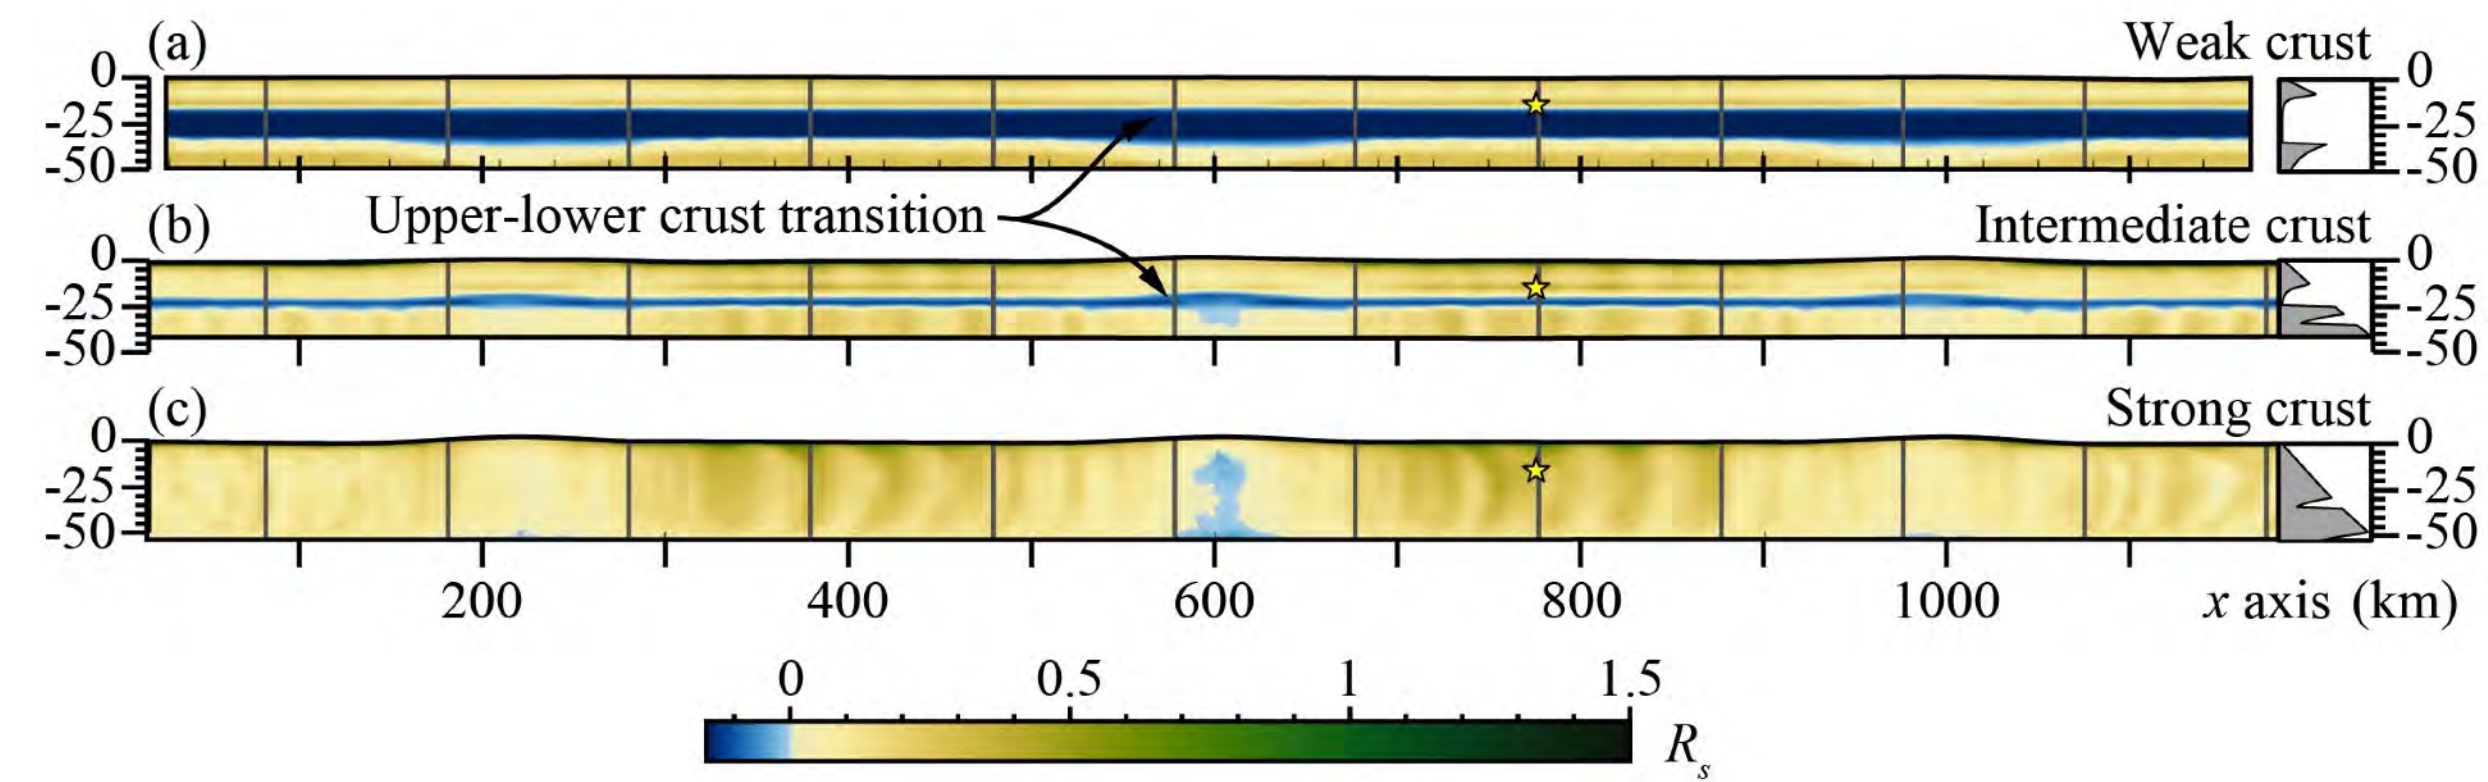 (a)
Weak crust
0
-25
-50
0
-25
-50
Upper-lower crust transition
(b)
Intermediate crust
0
-25
-50
0
-25
-50
(c)
Strong crust
0
-25
-50
0
-25
-50
200 400 600 800 1000 x axis (km)
0 0.5 1 1.5
Rs